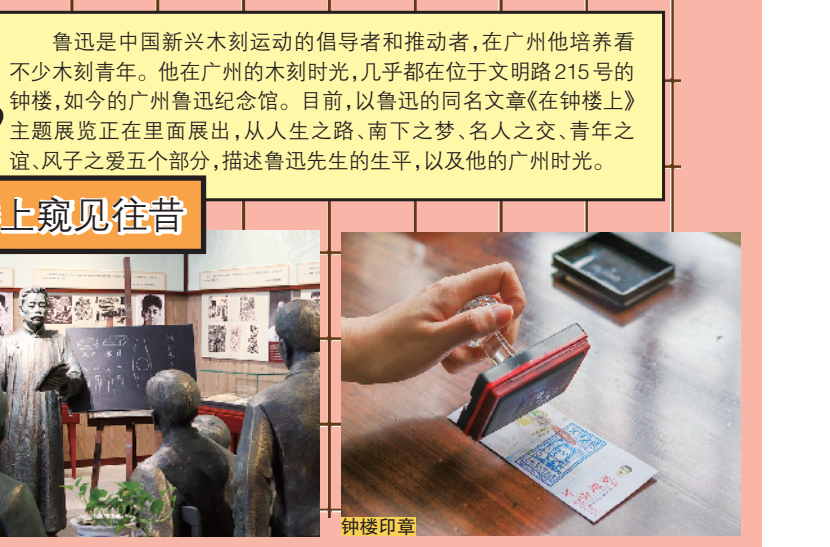 鲁迅是中国新兴木刻运动的倡导者和推动者,在广州他培养看
不少木刻青年。他在广州的木刻时光,几乎都在位于文明路215号的
钟楼,如今的广州鲁迅纪念馆。目前,以鲁迅的同名文章《在钟楼上》
主题展览正在里面展出,从人生之路、南下之梦、名人之交、青年之
谊、风子之爱五个部分,描述鲁迅先生的生平,以及他的广州时光。
上窥见往昔
钟楼印章